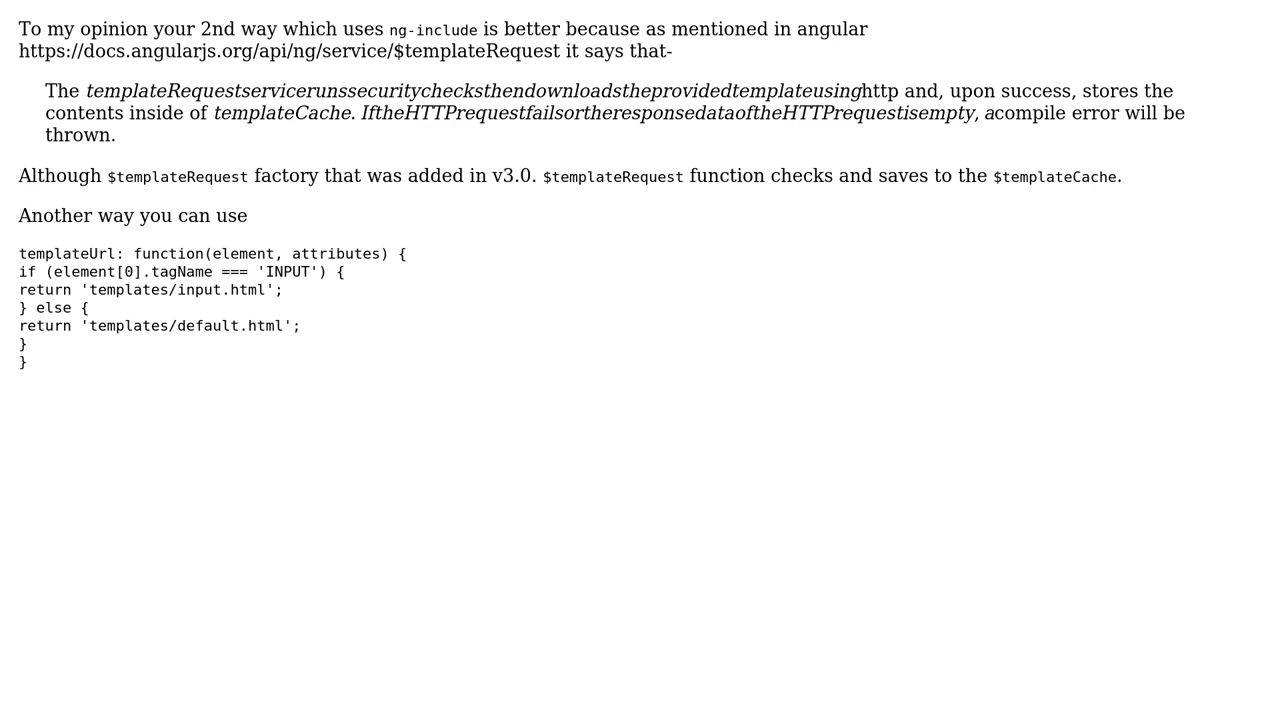 To my opinion your 2nd way which uses ng-include is better because as mentioned in angular
https://docs.angularjs.org/api/ng/service/$templateRequest it says that-
The templateRequestservicerunssecuritychecksthendownloadstheprovidedtemplateusinghttp and, upon success, stores the
contents inside of templateCache. IftheHTTPrequestfailsortheresponsedataoftheHTTPrequestisempty, acompile error will be
thrown.
Although $templateRequest factory that was added in v3.0. $templateRequest function checks and saves to the $templateCache.
Another way you can use
templateUrl: function(element, attributes) {
if (element[0].tagName === 'INPUT') {
return 'templates/input.html';
} else {
return 'templates/default.html';
}
}